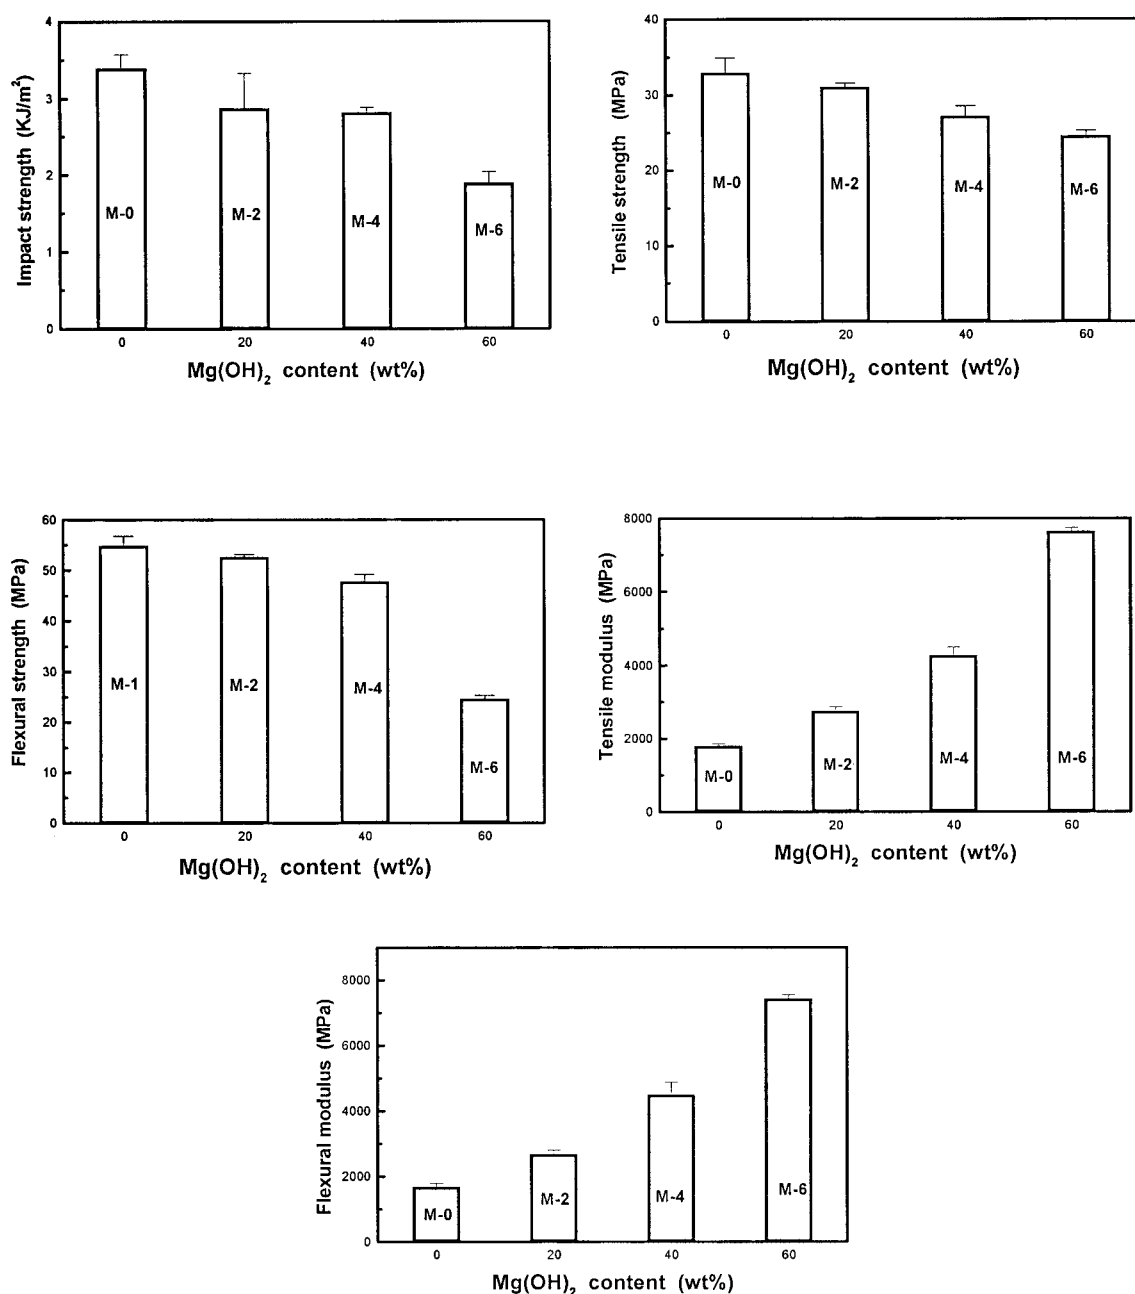 Impact strength (KJ/m²)
4
3
2
1
0
M-0
M-2
M-4
M-6
0 20 40 60
Mg(OH)₂ content (wt%)
Tensile strength (MPa)
40
30
20
10
0
M-0
M-2
M-4
M-6
0 20 40 60
Mg(OH)₂ content (wt%)
Flexural strength (MPa)
60
50
40
30
20
10
0
M-1
M-2
M-4
M-6
0 20 40 60
Mg(OH)₂ content (wt%)
Tensile modulus (MPa)
8000
6000
4000
2000
0
M-0
M-2
M-4
M-6
0 20 40 60
Mg(OH)₂ content (wt%)
Flexural modulus (MPa)
8000
6000
4000
2000
0
M-0
M-2
M-4
M-6
0 20 40 60
Mg(OH)₂ content (wt%)